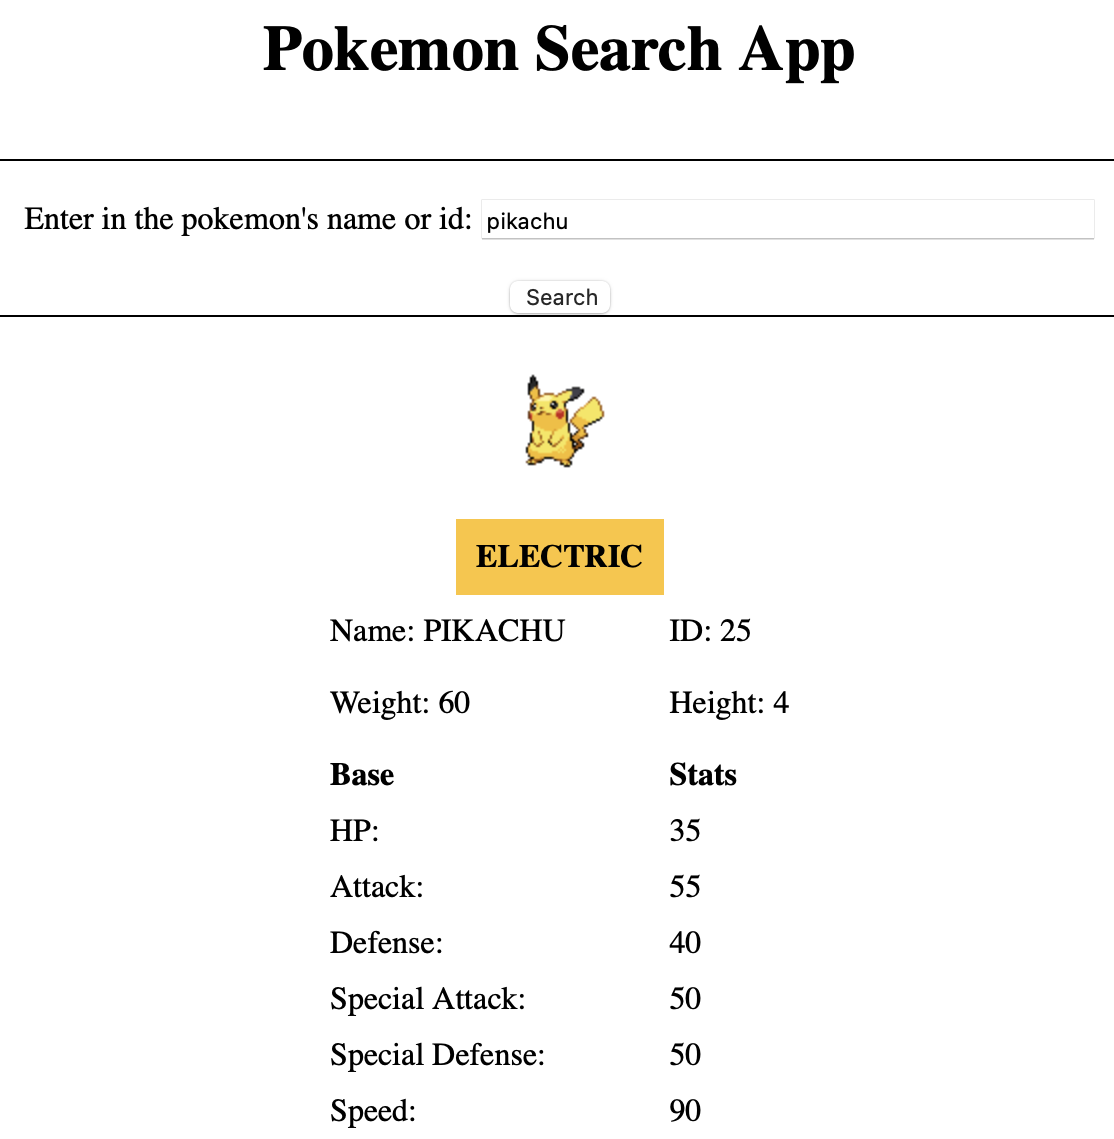 Pokemon Search App
Enter in the pokemon's name or id: pikachu
Search
ELECTRIC
Name: PIKACHU ID: 25
Weight: 60 Height: 4
Base Stats
HP: 35
Attack: 55
Defense: 40
Special Attack: 50
Special Defense: 50
Speed: 90